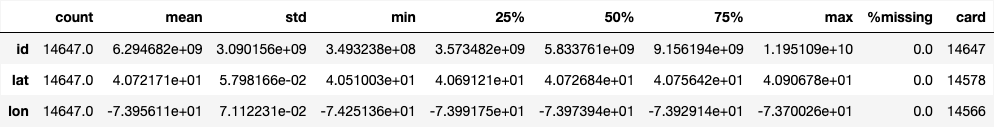 count mean std min 25% 50% 75% max %missing card
id 14647.0 6.294682e+09 3.090156e+09 3.493238e+08 3.573482e+09 5.833761e+09 9.156194e+09 1.195109e+10 0.0 14647
lat 14647.0 4.072171e+01 5.798166e-02 4.051003e+01 4.069121e+01 4.072684e+01 4.075642e+01 4.090678e+01 0.0 14578
lon 14647.0 -7.395611e+01 7.112231e-02 -7.425136e+01 -7.399175e+01 -7.397394e+01 -7.392914e+01 -7.370026e+01 0.0 14566